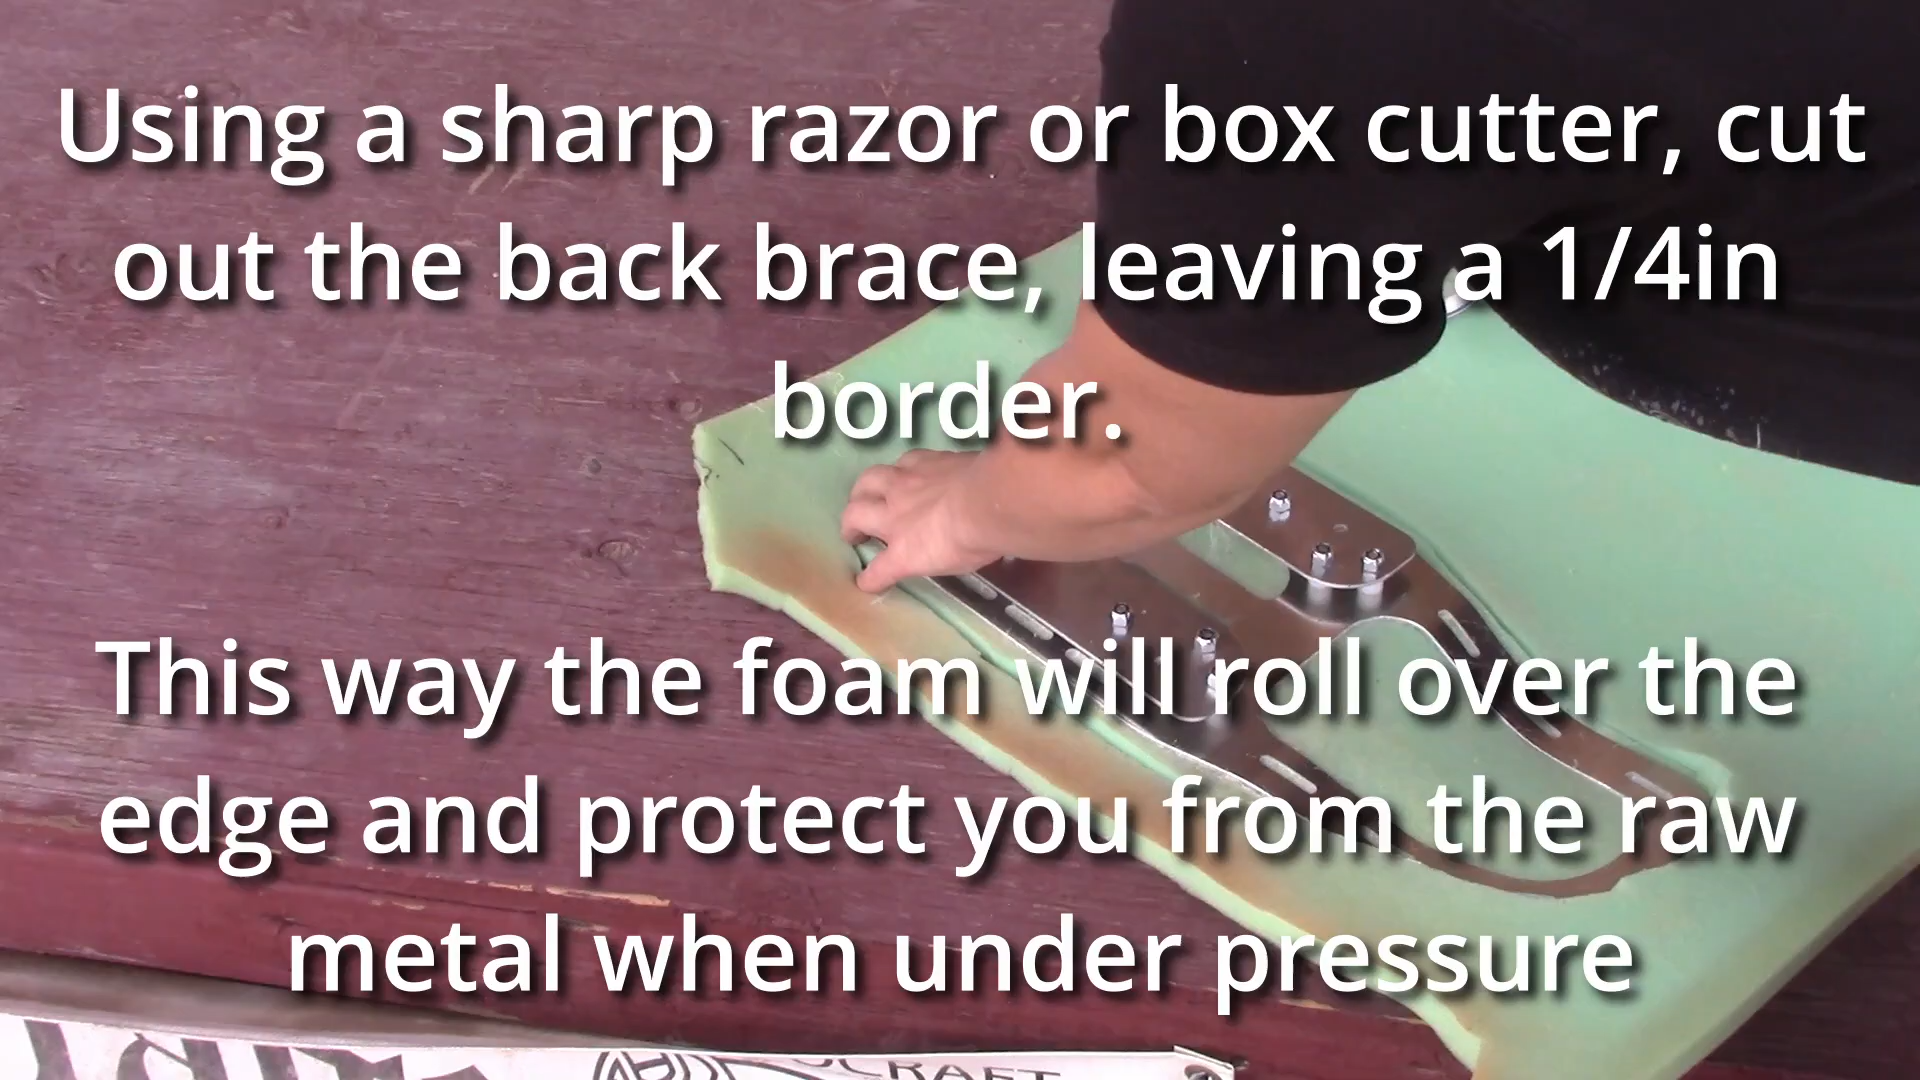 Using a sharp razor or box cutter, cut
out the back brace, leaving a 1/4in
border.
This way the foam will roll over the
edge and protect you from the raw
metal when under pressure